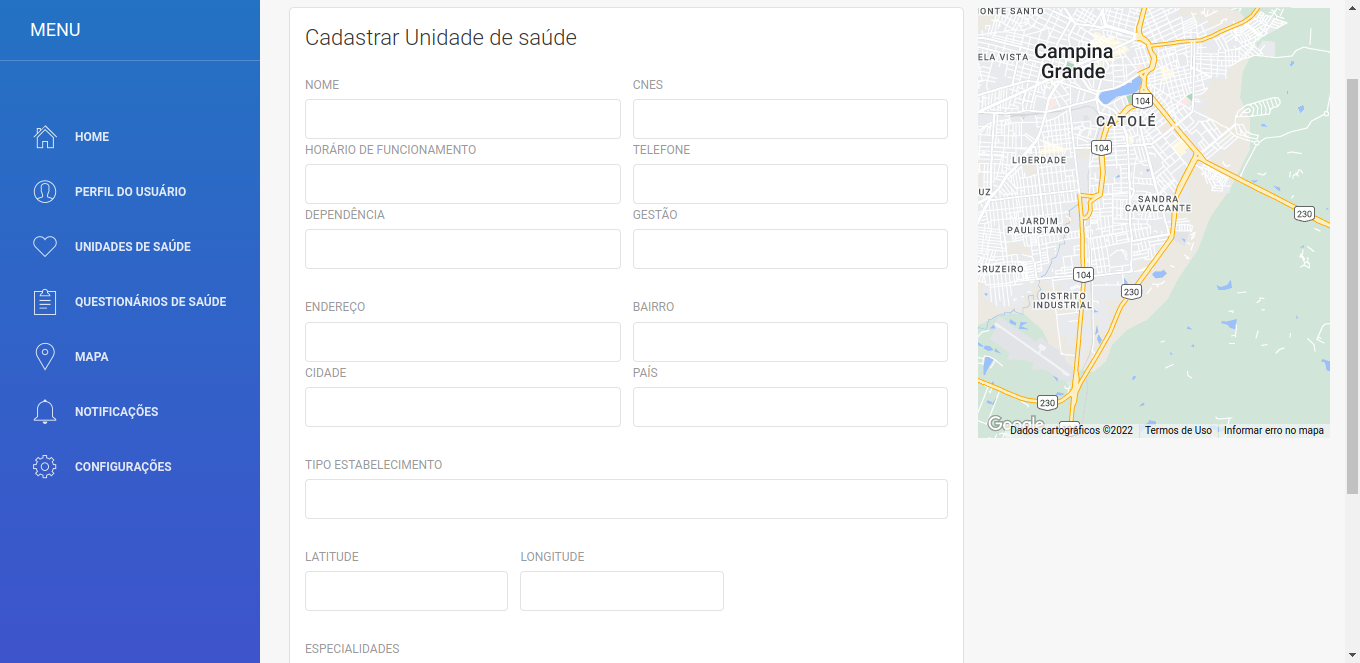 MENU
HOME
PERFIL DO USUÁRIO
UNIDADES DE SAÚDE
QUESTIONÁRIOS DE SAÚDE
MAPA
NOTIFICAÇÕES
CONFIGURAÇÕES
Cadastrar Unidade de saúde
NOME
CNES
HORÁRIO DE FUNCIONAMENTO
TELEFONE
DEPENDÊNCIA
GESTÃO
ENDEREÇO
BAIRRO
CIDADE
PAÍS
TIPO ESTABELECIMENTO
LATITUDE
LONGITUDE
ESPECIALIDADES
ONTE SANTO
Campina
Grande
ELA VISTA
104
CATOLÉ
104
LIBERDADE
UZ
SANDRA
CAVALCANTE
230
JARDIM
PAULISTANO
CRUZEIRO
104
230
DISTRITO
INDUSTRIAL
230
Google
Dados cartográficos ©2022
Termos de Uso
Informar erro no mapa